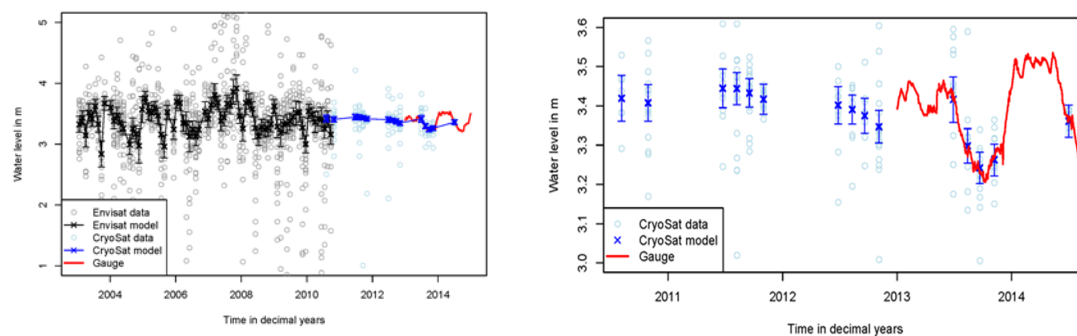 5
4
3
2
1
Water level in m
Envisat data
Envisat model
CryoSat data
CryoSat model
Gauge
2004 2006 2008 2010 2012 2014
Time in decimal years
3.6
3.5
3.4
3.3
3.2
3.1
3.0
Water level in m
CryoSat data
CryoSat model
Gauge
2011 2012 2013 2014
Time in decimal years